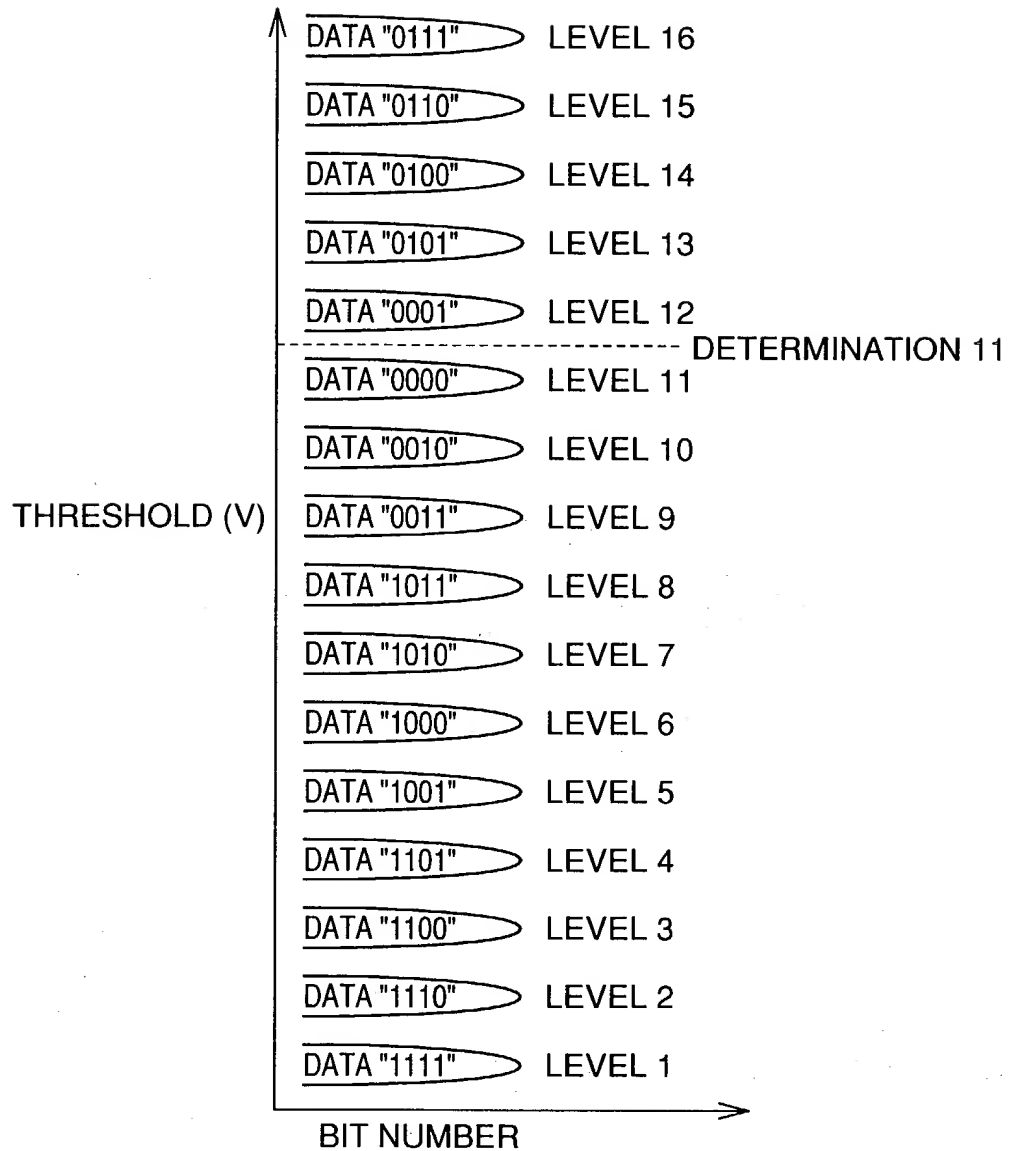 DATA "0111" LEVEL 16
DATA "0110" LEVEL 15
DATA "0100" LEVEL 14
DATA "0101" LEVEL 13
DATA "0001" LEVEL 12
DETERMINATION 11
DATA "0000" LEVEL 11
DATA "0010" LEVEL 10
THRESHOLD (V) DATA "0011" LEVEL 9
DATA "1011" LEVEL 8
DATA "1010" LEVEL 7
DATA "1000" LEVEL 6
DATA "1001" LEVEL 5
DATA "1101" LEVEL 4
DATA "1100" LEVEL 3
DATA "1110" LEVEL 2
DATA "1111" LEVEL 1
BIT NUMBER